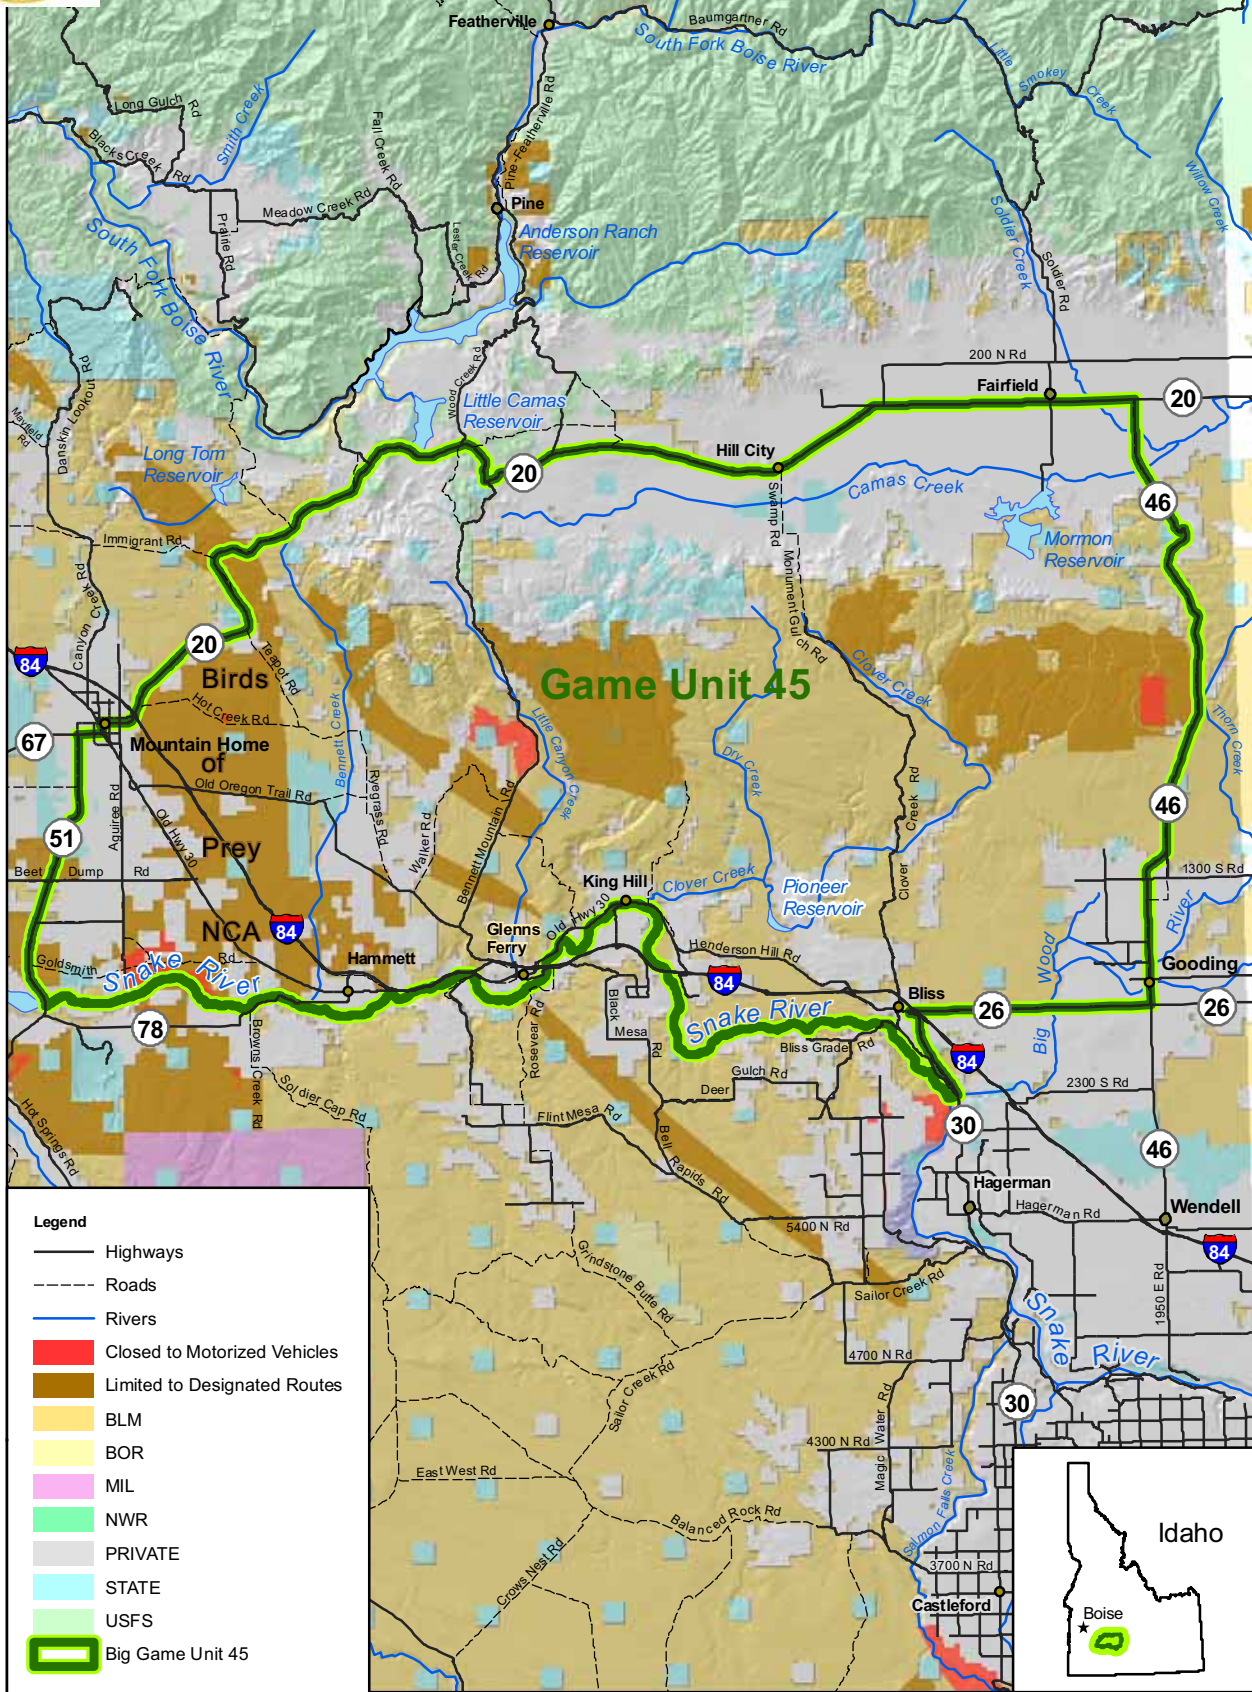 Featherville
Baumgartner Rd
South Fork Boise River
Little
Smokey
Creek
Long Gulch Rd
Smith Creek
Blacks Creek Rd
Fall Creek Rd
Pine-Featherville Rd
Willow Creek
Meadow Creek Rd
Prairie Rd
Pine
Lester Creek Rd
Anderson Ranch
Reservoir
Soldier Creek
Soldier Rd
South Fork Boise River
Danskin Lookout Rd
Mayfield
Rd
200 N Rd
Fairfield
20
Wood Creek Rd
Little Camas
Reservoir
Long Tom
Reservoir
Hill City
20
Camas Creek
46
Swamp Rd
Mormon
Reservoir
Immigrant Rd
Canyon Creek Rd
Monument Gulch Rd
84
20
Teapot Rd
Birds
Game Unit 45
Clover Creek
Hot Creek Rd
Bennett Creek
Little Canyon Creek
Thorn Creek
67
Mountain Home
of
Dry Creek
Old Oregon Trail Rd
Ryegrass Rd
46
51
Aguiree Rd
Old Hwy 30
Prey
Walker Rd
Bennett Mountain Rd
Clover Creek Rd
Beet Dump Rd
1300 S Rd
King Hill
Clover Creek
Pioneer
Reservoir
NCA
84
Glenns
Ferry
Old Hwy 30
Henderson Hill Rd
Big Wood River
Goldsmith Rd
Snake River
Hammett
84
Gooding
Bliss
26
26
78
Black Mesa Rd
Snake River
Rosevear Rd
Browns Creek Rd
Bliss Grade Rd
84
Soldier Cap Rd
Deer Gulch Rd
2300 S Rd
Hot Springs Rd
Flint Mesa Rd
30
Bell Rapids Rd
46
Hagerman
Hagerman Rd
Wendell
5400 N Rd
84
Grindstone Butte Rd
Sailor Creek Rd
1950 E Rd
Snake River
4700 N Rd
Sailor Creek Rd
Magic Water Rd
30
4300 N Rd
East West Rd
Salmon Falls Creek
Balanced Rock Rd
Crows Nest Rd
3700 N Rd
Castleford
Legend
Highways
Roads
Rivers
Closed to Motorized Vehicles
Limited to Designated Routes
BLM
BOR
MIL
NWR
PRIVATE
STATE
USFS
Big Game Unit 45
Idaho
Boise